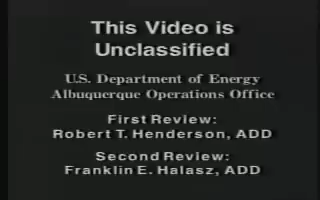 This Video is
Unclassified
U.S. Department of Energy
Albuquerque Operations Office
First Review:
Robert T. Henderson, ADD
Second Review:
Franklin E. Halasz, ADD